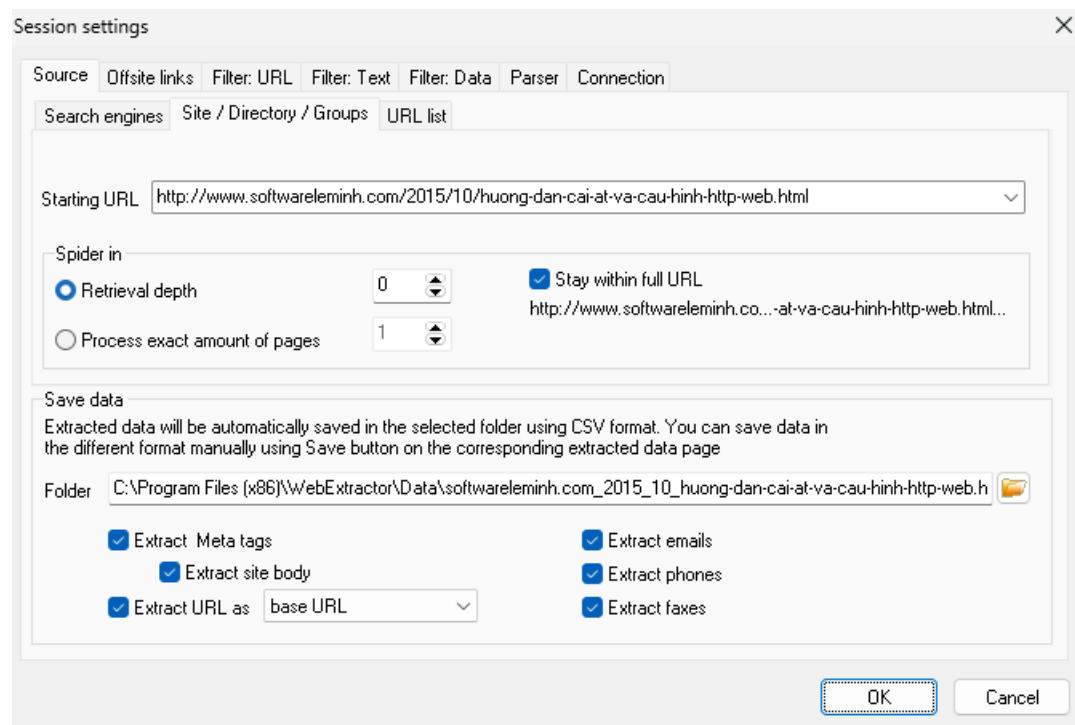 Session settings
Source Offsite links Filter: URL Filter: Text Filter: Data Parser Connection
Search engines Site / Directory / Groups URL list
Starting URL http://www.softwareleminh.com/2015/10/huong-dan-cai-at-va-cau-hinh-http-web.html
Spider in
Retrieval depth 0 Stay within full URL
http://www.softwareleminh.co...-at-va-cau-hinh-http-web.html...
Process exact amount of pages 1
Save data
Extracted data will be automatically saved in the selected folder using CSV format. You can save data in
the different format manually using Save button on the corresponding extracted data page
Folder C:\Program Files (x86)\WebExtractor\Data\softwareleminh.com_2015_10_huong-dan-cai-at-va-cau-hinh-http-web.h
Extract Meta tags Extract emails
Extract site body Extract phones
Extract URL as base URL Extract faxes
OK Cancel